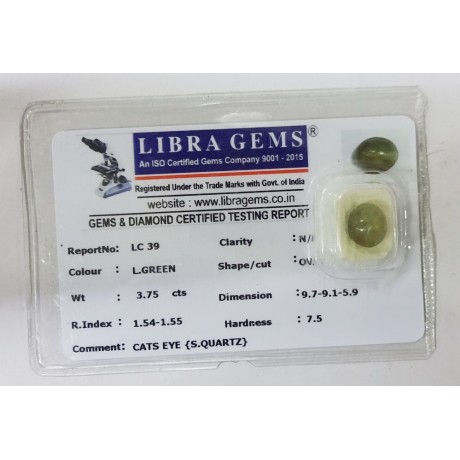 LIBRA GEMS®
An ISO Certified Gems Company 9001 - 2015
Registered Under the Trade Marks with Govt. of India
website : www.libragems.co.in
GEMS & DIAMOND CERTIFIED TESTING REPORT
ReportNo: LC 39 Clarity : N/
Colour : L.GREEN Shape/cut : OV
Wt : 3.75 cts Dimension : 9.7-9.1-5.9
R.Index : 1.54-1.55 Hardness : 7.5
Comment: CATS EYE {S.QUARTZ}